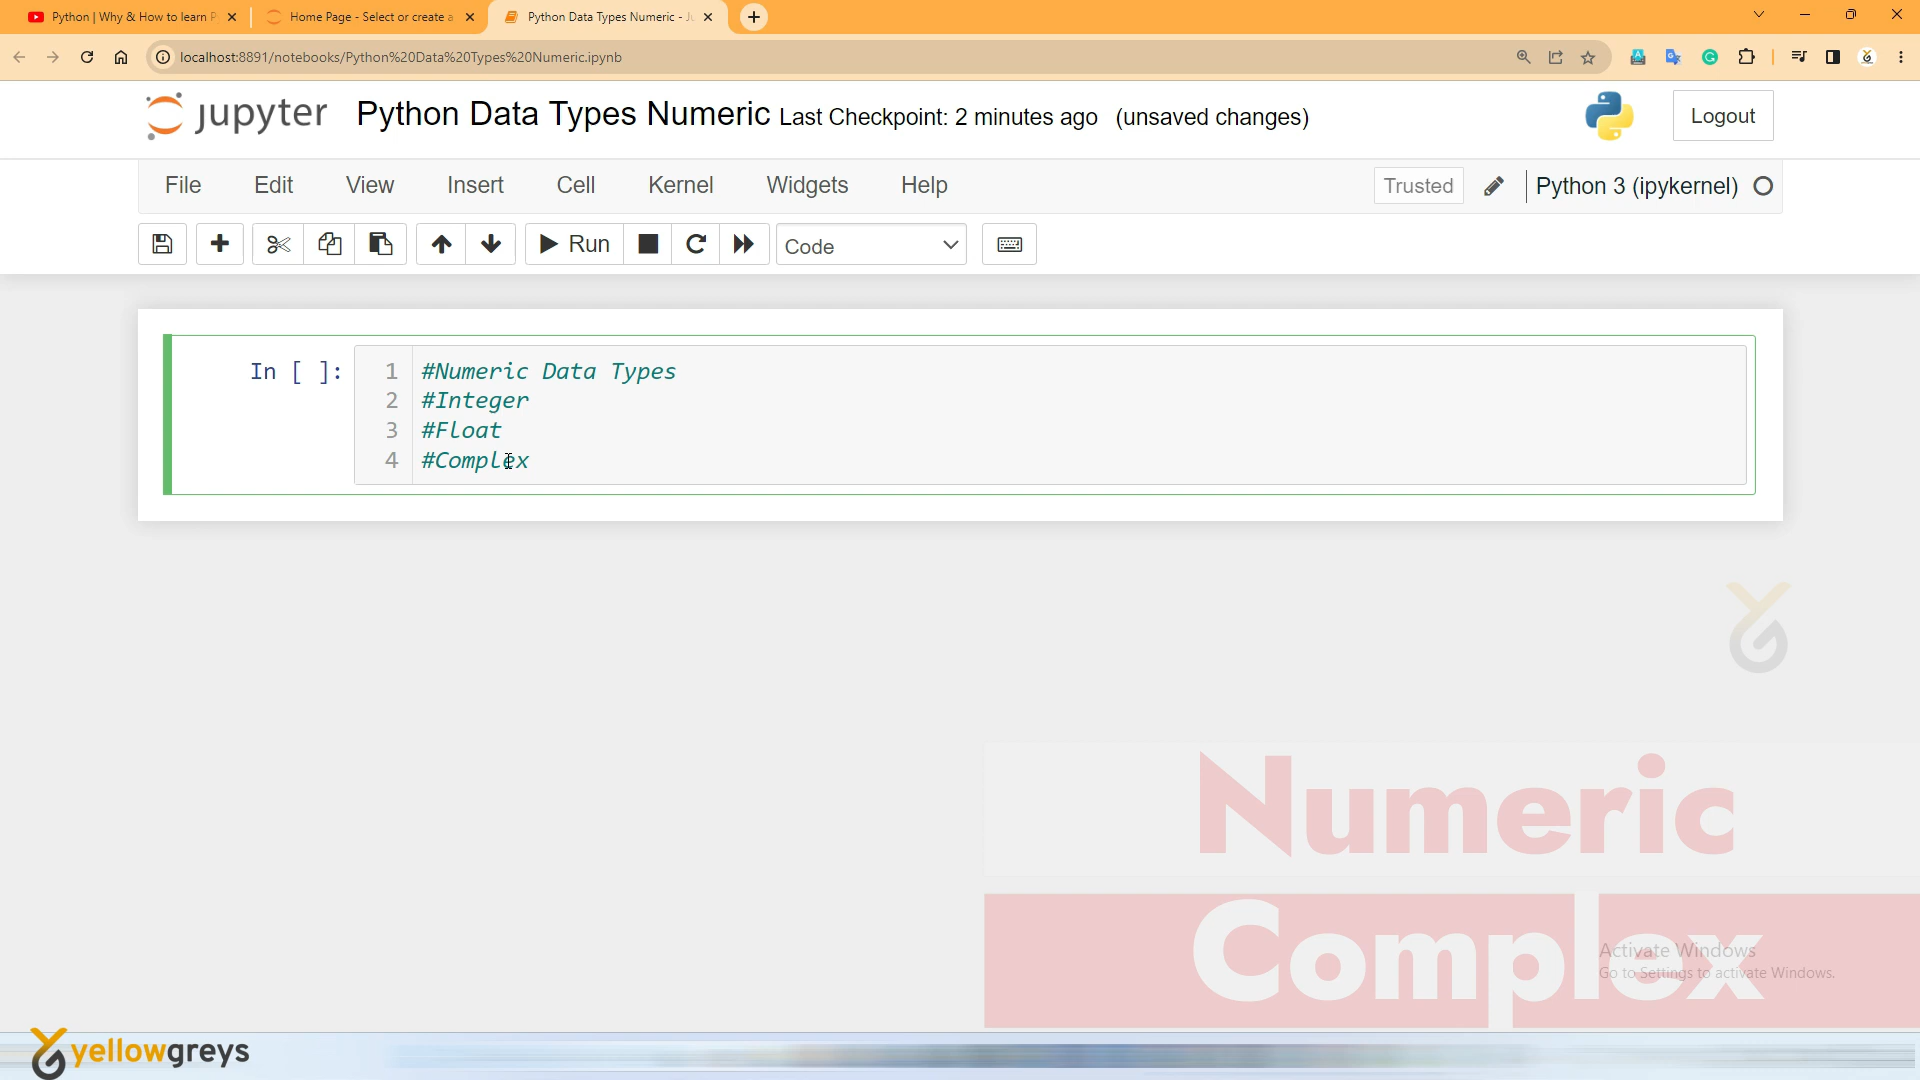 Python | Why & How to learn P
Home Page - Select or create a
Python Data Types Numeric - Ju
localhost:8891/notebooks/Python%20Data%20Types%20Numeric.ipynb
jupyter Python Data Types Numeric Last Checkpoint: 2 minutes ago (unsaved changes)
Logout
File Edit View Insert Cell Kernel Widgets Help
Trusted
Python 3 (ipykernel)
Run
Code
In [ ]:
1 #Numeric Data Types
2 #Integer
3 #Float
4 #Complex
Numeric
Complex
Activate Windows
Go to Settings to activate Windows.
yellowgreys